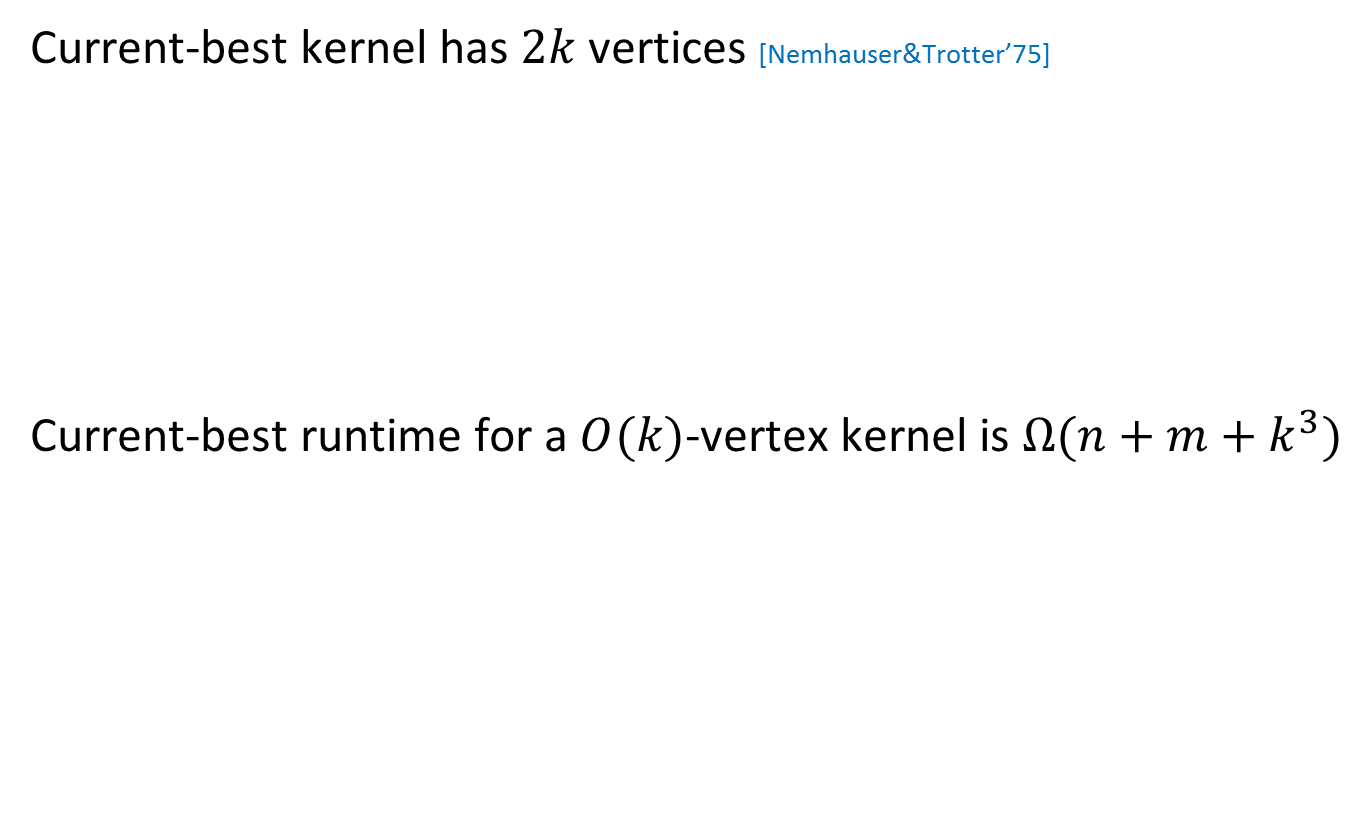 Current-best kernel has 2𝑘 vertices [Nemhauser&Trotter’75]
Current-best runtime for a 𝑂(𝑘)-vertex kernel is Ω(𝑛 + 𝑚 + 𝑘³)